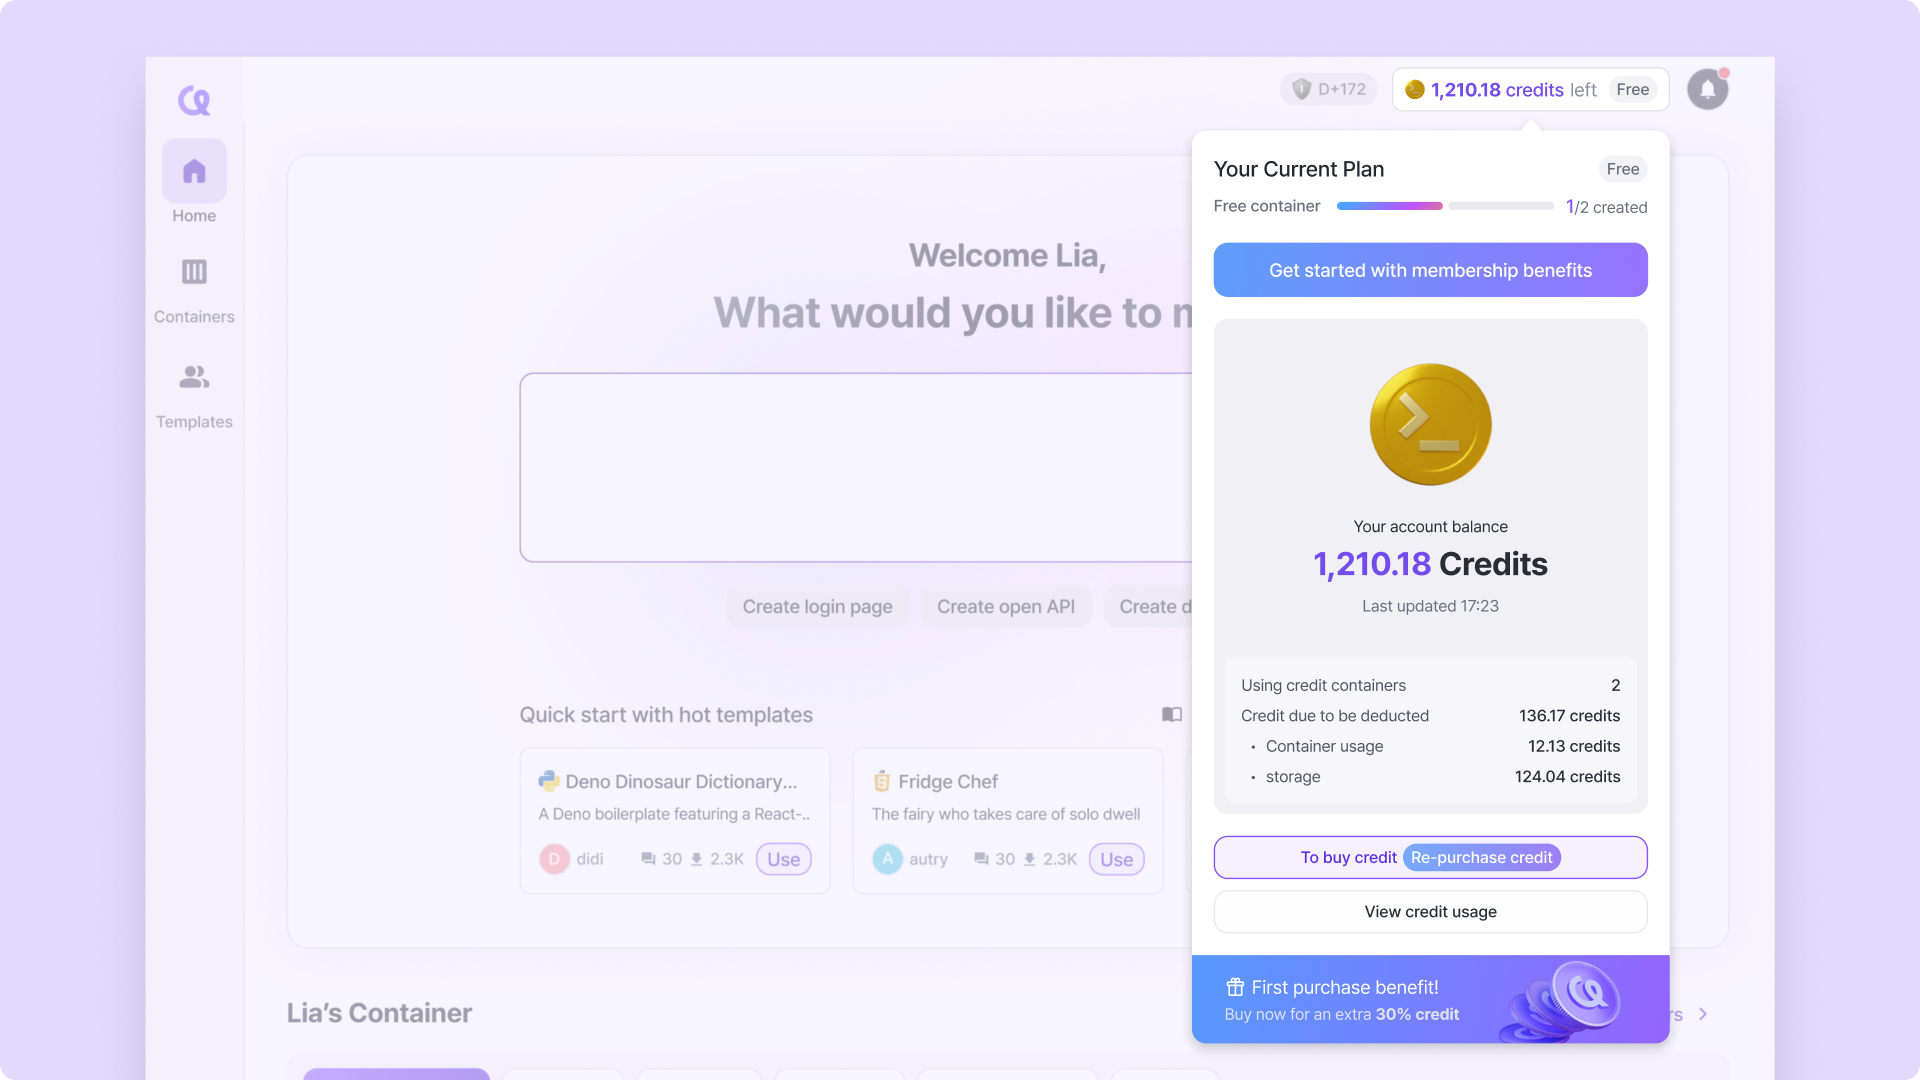 D+172
1,210.18 credits left Free
Home
Containers
Templates
Welcome Lia,
What would you like to
Create login page
Create open API
Create
Quick start with hot templates
Deno Dinosaur Dictionary...
A Deno boilerplate featuring a React-..
D didi 30 2.3K Use
Fridge Chef
The fairy who takes care of solo dwell
A autry 30 2.3K Use
Lia’s Container
Your Current Plan Free
Free container 1/2 created
Get started with membership benefits
Your account balance
1,210.18 Credits
Last updated 17:23
Using credit containers 2
Credit due to be deducted 136.17 credits
• Container usage 12.13 credits
• storage 124.04 credits
To buy credit Re-purchase credit
View credit usage
First purchase benefit!
Buy now for an extra 30% credit